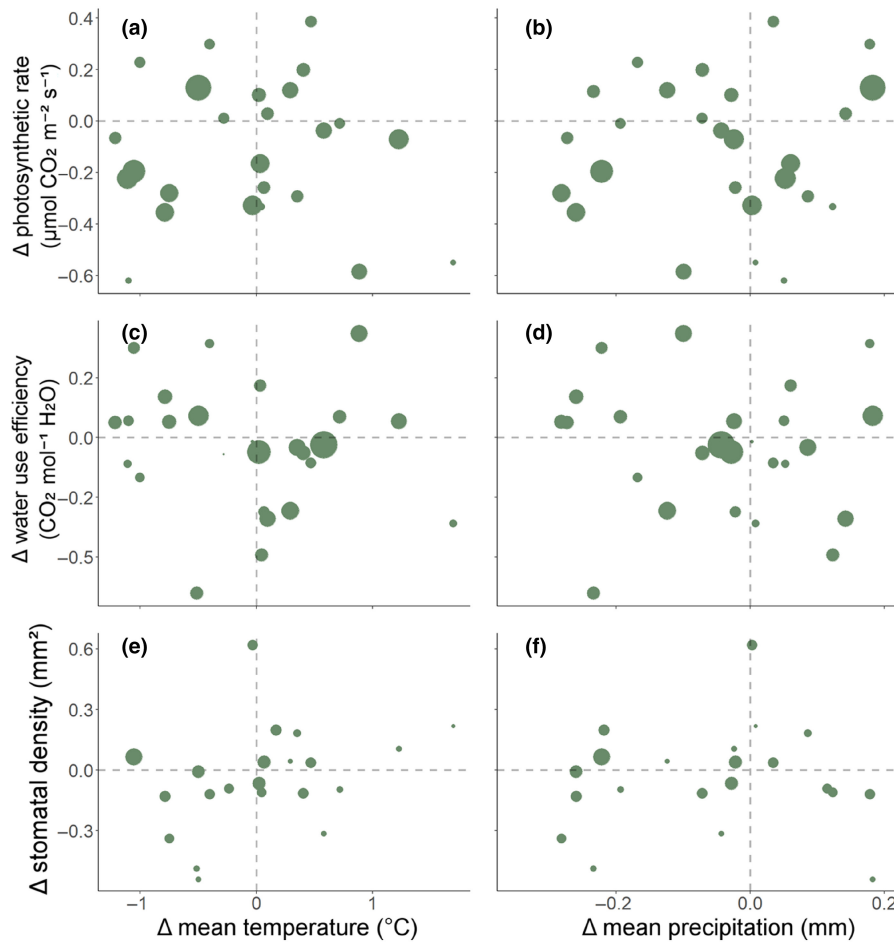 (a)
(b)
Δ photosynthetic rate
(µmol CO₂ m⁻² s⁻¹)
0.4
0.2
0.0
−0.2
−0.4
−0.6
(c)
(d)
Δ water use efficiency
(CO₂ mol⁻¹ H₂O)
0.2
0.0
−0.2
−0.5
(e)
(f)
Δ stomatal density (mm²)
0.6
0.3
0.0
−0.3
−1
0
1
−0.2
0.0
0.2
Δ mean temperature (°C)
Δ mean precipitation (mm)